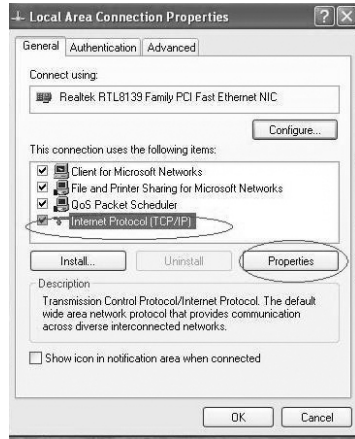 Local Area Connection Properties
General Authentication Advanced
Connect using:
Realtek RTL8139 Family PCI Fast Ethernet NIC
Configure...
This connection uses the following items:
Client for Microsoft Networks
File and Printer Sharing for Microsoft Networks
QoS Packet Scheduler
Internet Protocol (TCP/IP)
Install... Uninstall Properties
Description
Transmission Control Protocol/Internet Protocol. The default
wide area network protocol that provides communication
across diverse interconnected networks.
Show icon in notification area when connected
OK Cancel